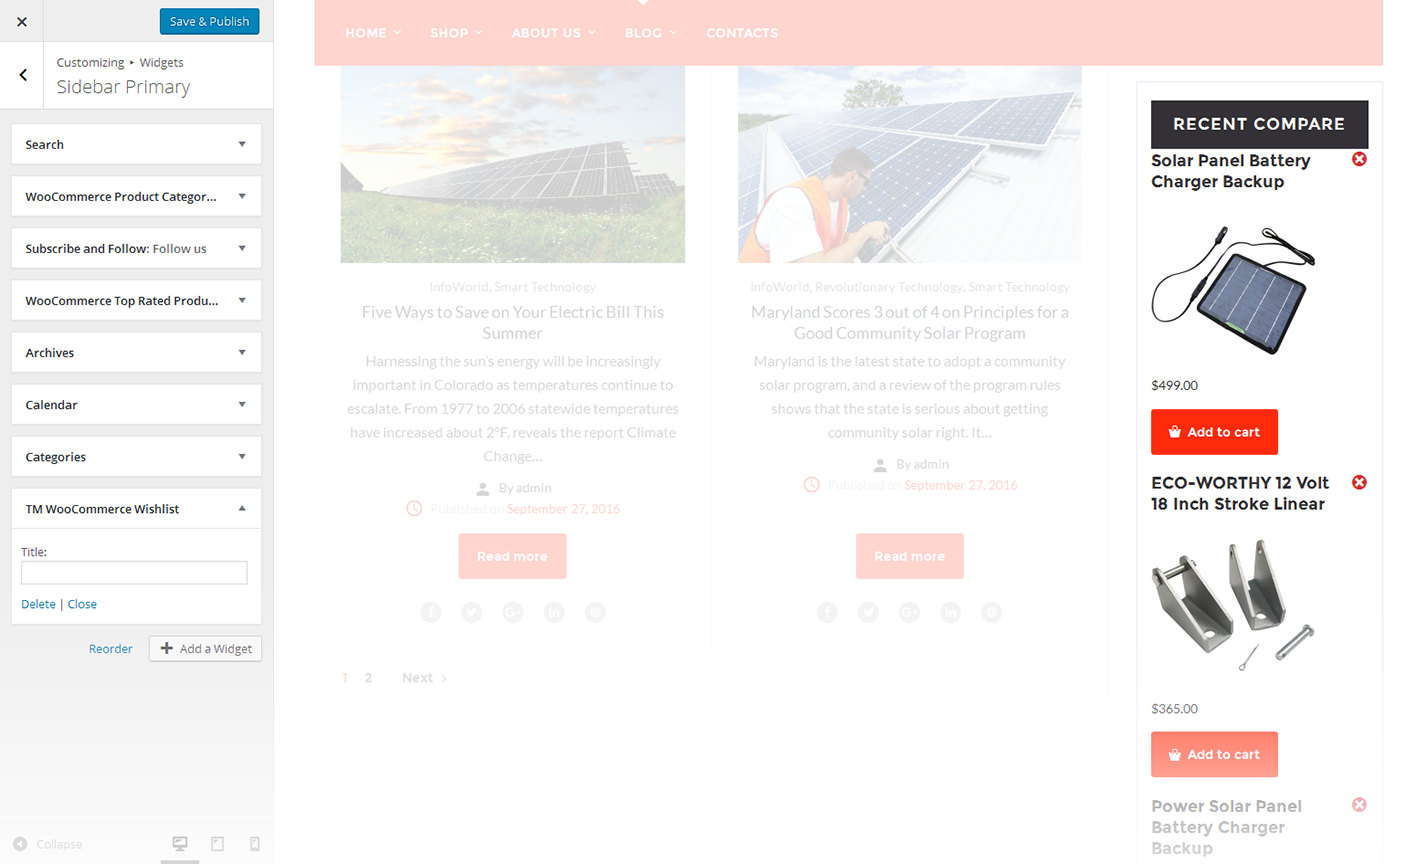 Save & Publish
Customizing ▸ Widgets
Sidebar Primary
Search
WooCommerce Product Categor...
Subscribe and Follow: Follow us
WooCommerce Top Rated Produ...
Archives
Calendar
Categories
TM WooCommerce Wishlist
Title:
Delete | Close
Reorder
Add a Widget
Collapse
HOME
SHOP
ABOUT US
BLOG
CONTACTS
InfoWorld, Smart Technology
Five Ways to Save on Your Electric Bill This
Summer
Harnessing the sun's energy will be increasingly
important in Colorado as temperatures continue to
escalate. From 1977 to 2006 statewide temperatures
have increased about 2°F, reveals the report Climate
Change...
By admin
Published on September 27, 2016
Read more
InfoWorld, Revolutionary Technology, Smart Technology
Maryland Scores 3 out of 4 on Principles for a
Good Community Solar Program
Maryland is the latest state to adopt a community
solar program, and a review of the program rules
shows that the state is serious about getting
community solar right. It...
By admin
Published on September 27, 2016
Read more
1 2 Next
RECENT COMPARE
Solar Panel Battery
Charger Backup
$499.00
Add to cart
ECO-WORTHY 12 Volt
18 Inch Stroke Linear
$365.00
Add to cart
Power Solar Panel
Battery Charger
Backup